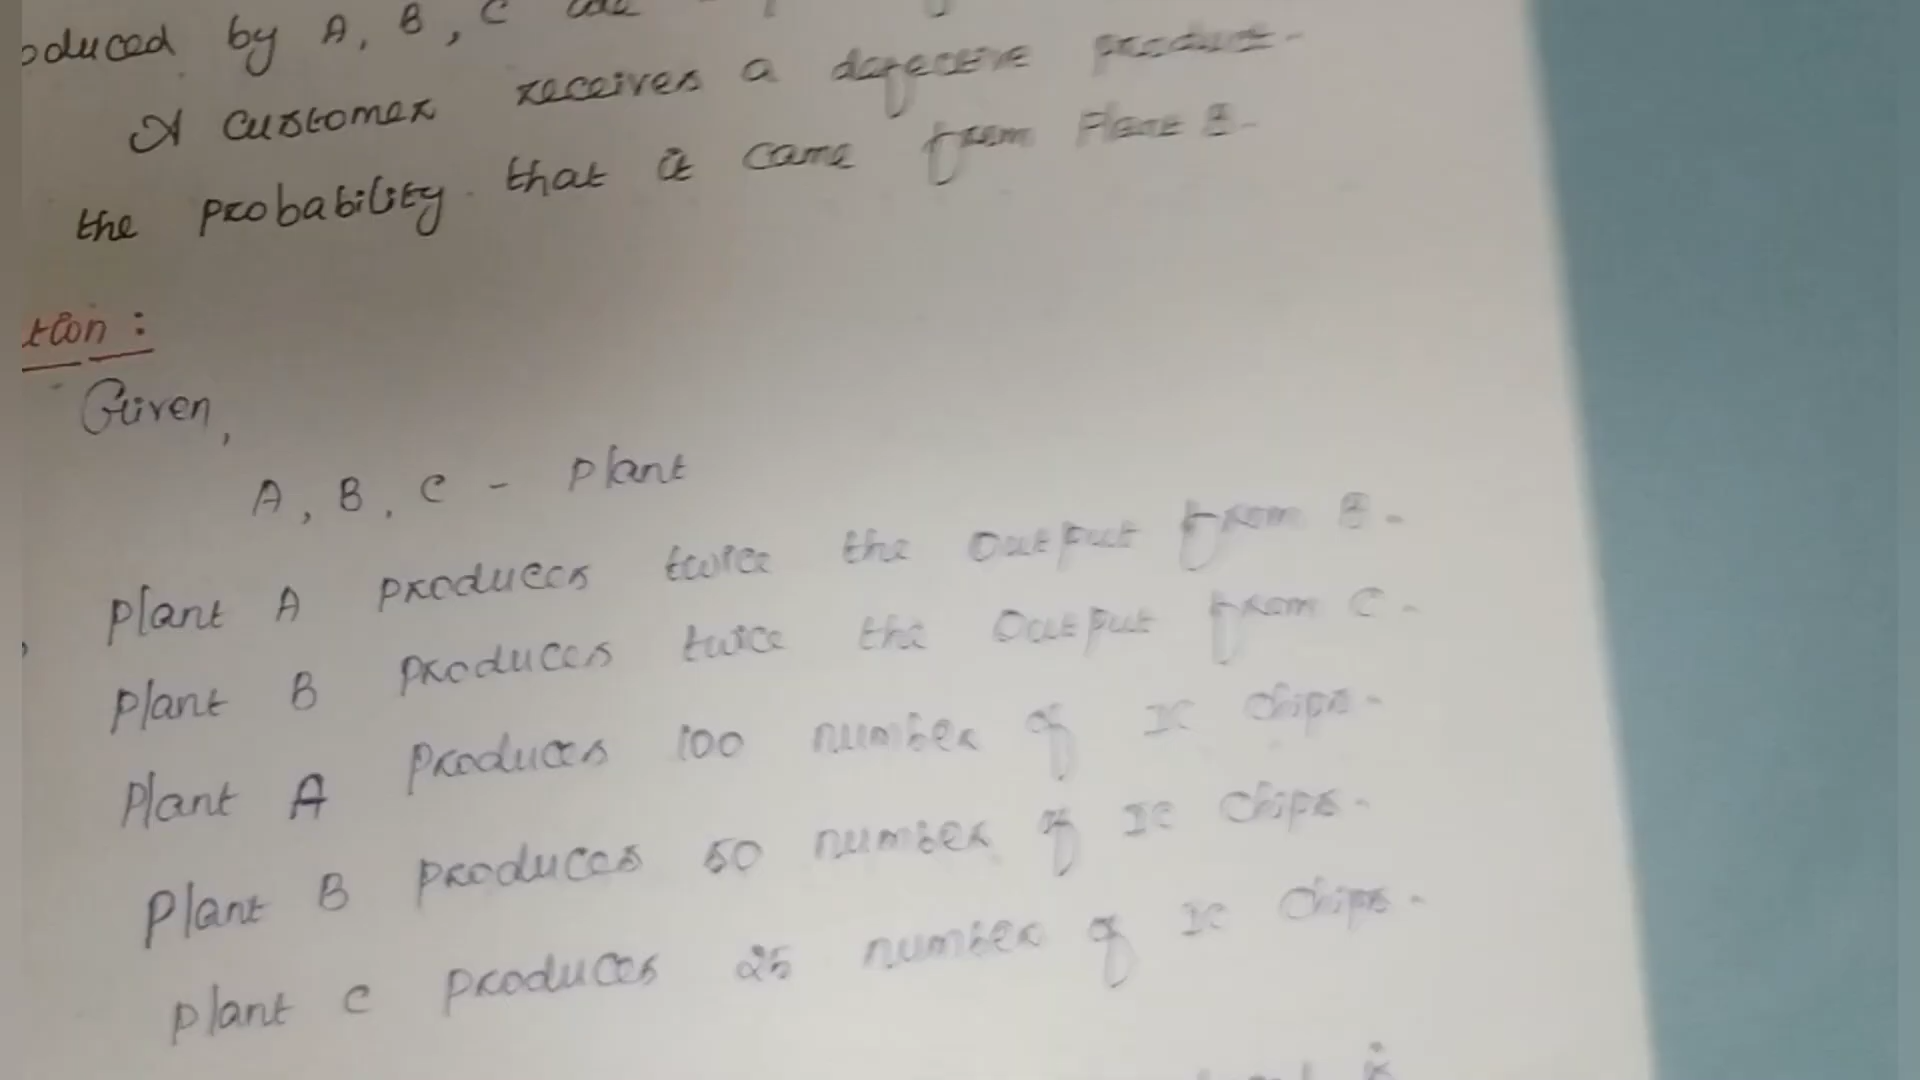 oduced by A, B, C
A customer receives a defective product.
the probability that it came from Plant B.
tion :
Given,
A, B, C - plant
plant A produces twice the output from B.
plant B produces twice the output from C.
Plant A produces 100 number of IC chips.
Plant B produces 50 number of IC chips.
plant C produces 25 number of IC chips.